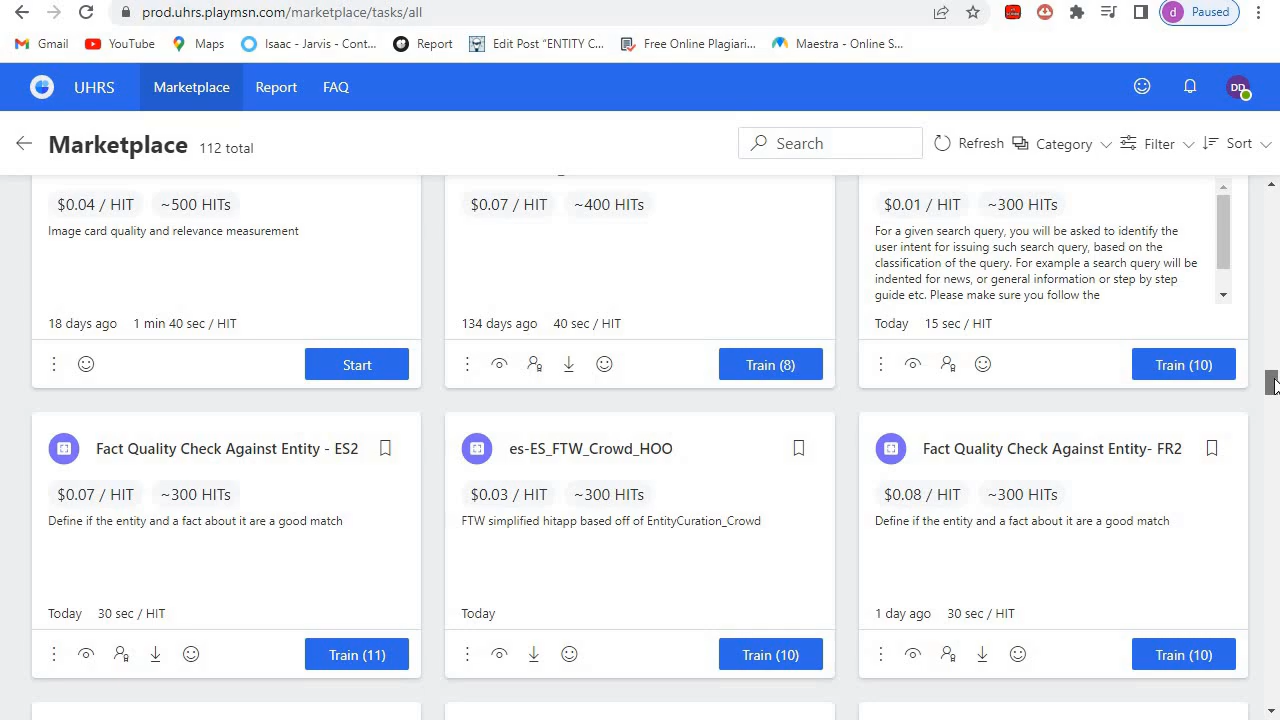 prod.uhrs.playmsn.com/marketplace/tasks/all
d Paused
Gmail YouTube Maps Isaac - Jarvis - Cont... Report Edit Post "ENTITY C... Free Online Plagiari... Maestra - Online S...
UHRS Marketplace Report FAQ DD
Marketplace 112 total Search Refresh Category Filter Sort
$0.04 / HIT ~500 HITs
Image card quality and relevance measurement
18 days ago 1 min 40 sec / HIT
Start
$0.07 / HIT ~400 HITs
134 days ago 40 sec / HIT
Train (8)
$0.01 / HIT ~300 HITs
For a given search query, you will be asked to identify the
user intent for issuing such search query, based on the
classification of the query. For example a search query will be
indented for news, or general information or step by step
guide etc. Please make sure you follow the
Today 15 sec / HIT
Train (10)
Fact Quality Check Against Entity - ES2
$0.07 / HIT ~300 HITs
Define if the entity and a fact about it are a good match
Today 30 sec / HIT
Train (11)
es-ES_FTW_Crowd_HOO
$0.03 / HIT ~300 HITs
FTW simplified hitapp based off of EntityCuration_Crowd
Today
Train (10)
Fact Quality Check Against Entity- FR2
$0.08 / HIT ~300 HITs
Define if the entity and a fact about it are a good match
1 day ago 30 sec / HIT
Train (10)